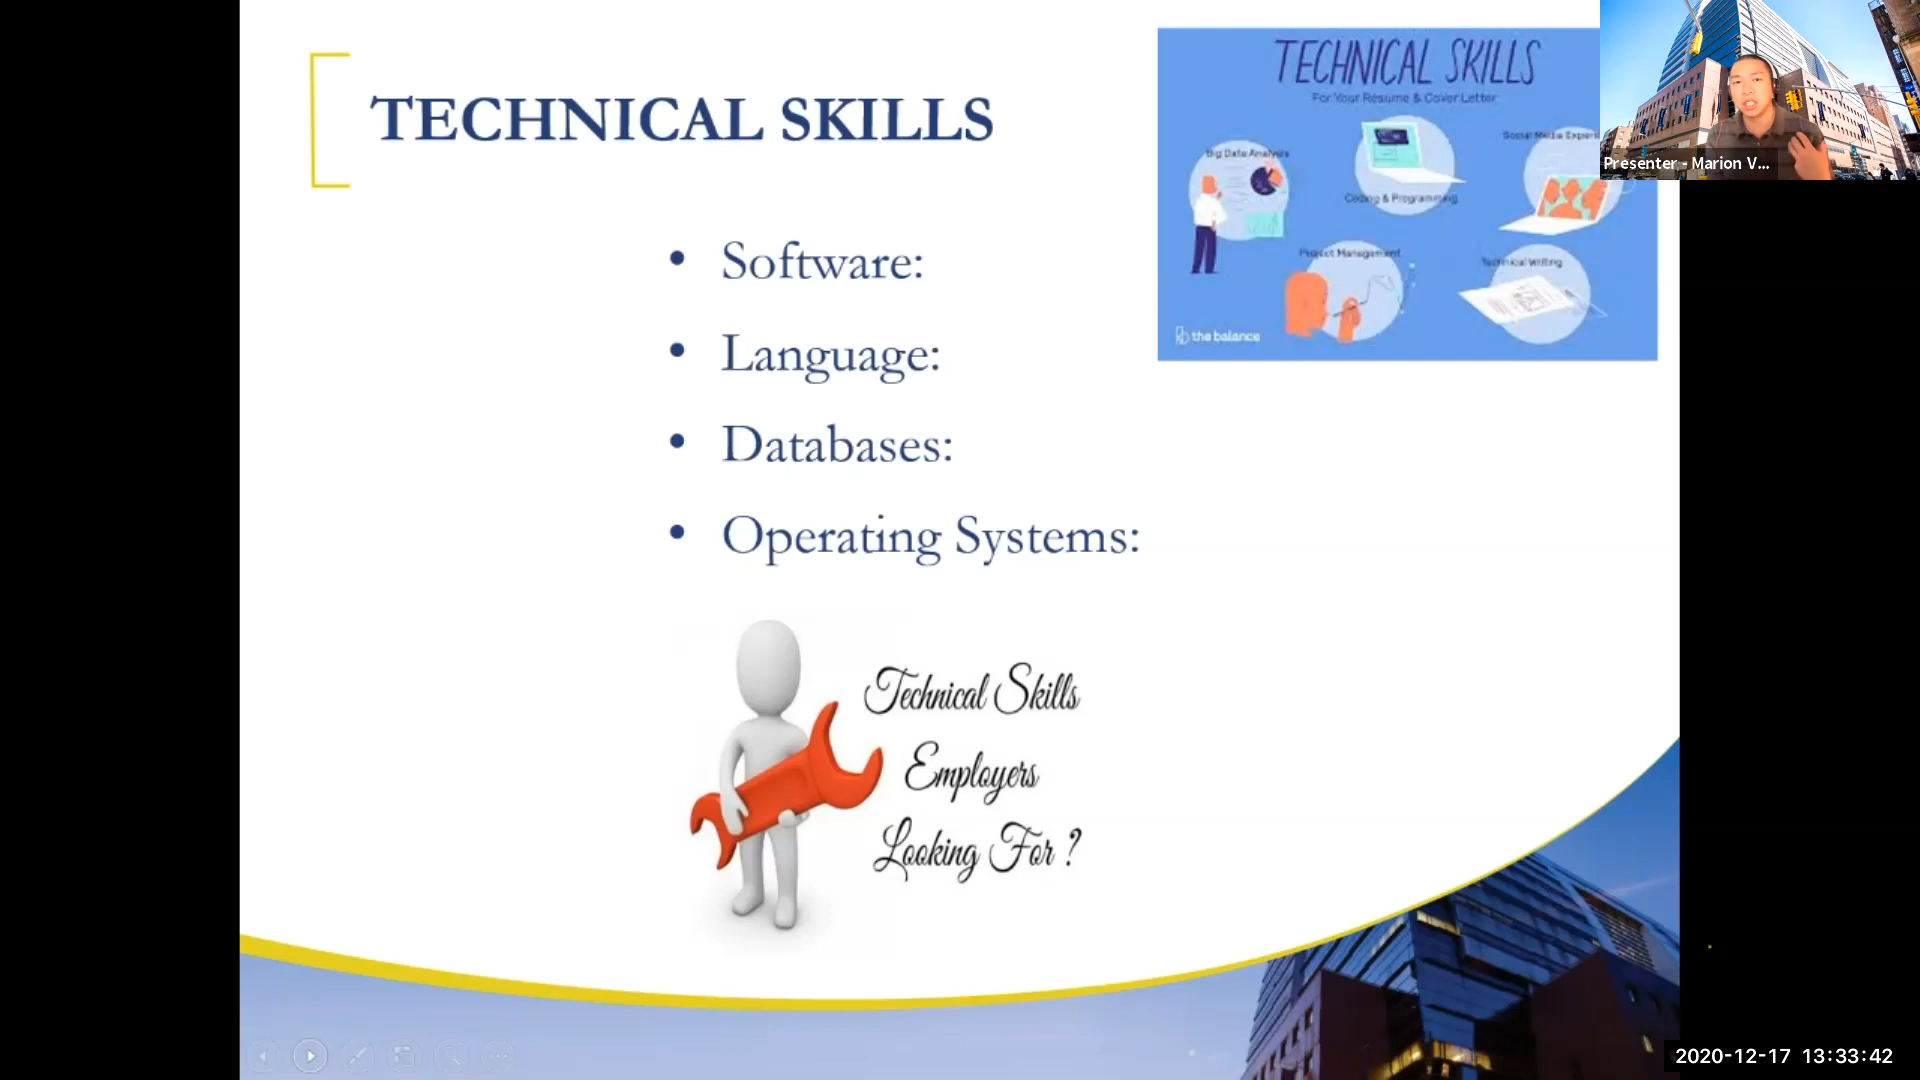 TECHNICAL SKILLS
TECHNICAL SKILLS
For Your Resume & Cover Letter
Big Data Analysis
Coding & Programming
Social Media
Project Management
Technical Writing
the balance
Presenter - Marion V...
• Software:
• Language:
• Databases:
• Operating Systems:
Technical Skills
Employers
Looking For ?
2020-12-17 13:33:42